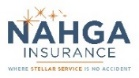 NAHGA
INSURANCE
WHERE STELLAR SERVICE IS NO ACCIDENT